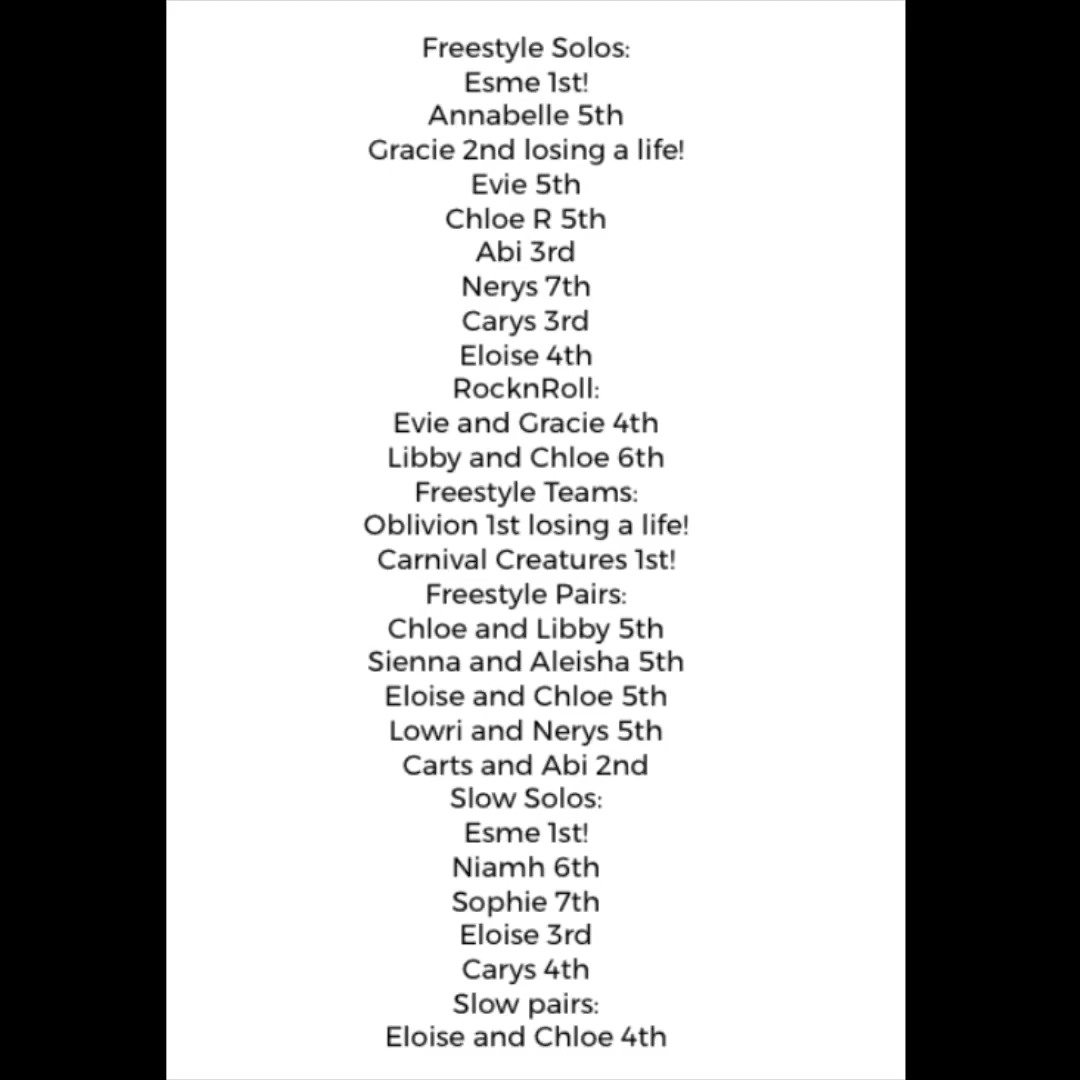 Freestyle Solos:
Esme 1st!
Annabelle 5th
Gracie 2nd losing a life!
Evie 5th
Chloe R 5th
Abi 3rd
Nerys 7th
Carys 3rd
Eloise 4th
RocknRoll:
Evie and Gracie 4th
Libby and Chloe 6th
Freestyle Teams:
Oblivion 1st losing a life!
Carnival Creatures 1st!
Freestyle Pairs:
Chloe and Libby 5th
Sienna and Aleisha 5th
Eloise and Chloe 5th
Lowri and Nerys 5th
Carts and Abi 2nd
Slow Solos:
Esme 1st!
Niamh 6th
Sophie 7th
Eloise 3rd
Carys 4th
Slow pairs:
Eloise and Chloe 4th